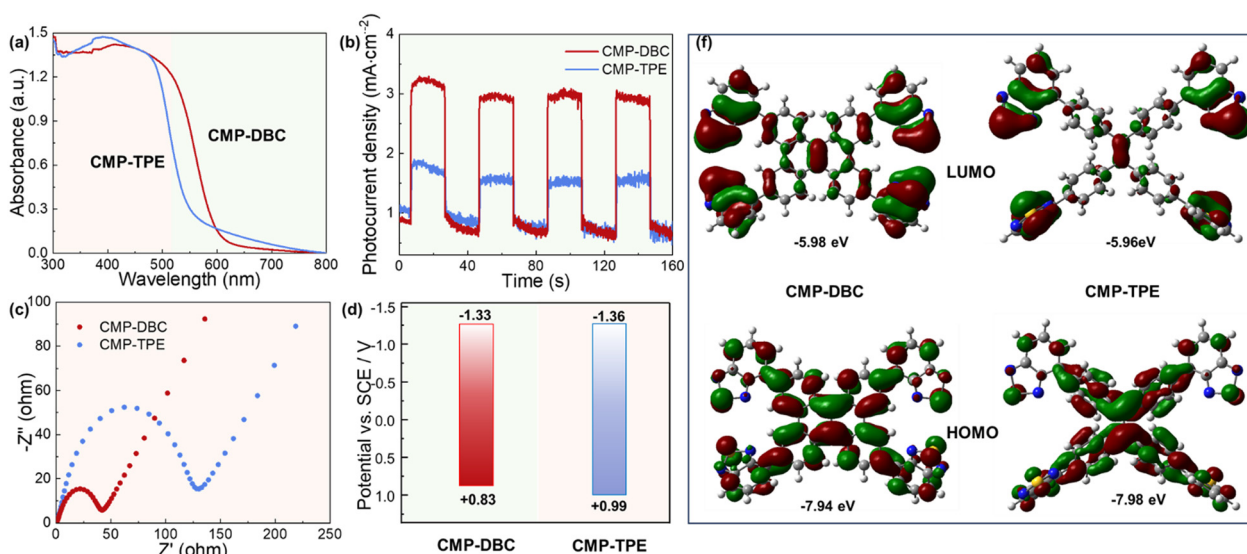 (a)
1.5
1.2
0.9
0.6
0.3
0.0
Absorbance (a.u.)
CMP-TPE
CMP-DBC
300 400 500 600 700 800
Wavelength (nm)
(b)
4
3
2
1
Photocurrent density (mA·cm⁻²)
CMP-DBC
CMP-TPE
0 40 80 120 160
Time (s)
(c)
100
80
60
40
20
0
-Z'' (ohm)
CMP-DBC
CMP-TPE
0 50 100 150 200 250
Z' (ohm)
(d)
-1.5
-1.0
-0.5
0.0
0.5
1.0
Potential vs. SCE / V
-1.33
-1.36
+0.83
+0.99
CMP-DBC
CMP-TPE
(f)
LUMO
-5.98 eV
-5.96eV
CMP-DBC
CMP-TPE
HOMO
-7.94 eV
-7.98 eV